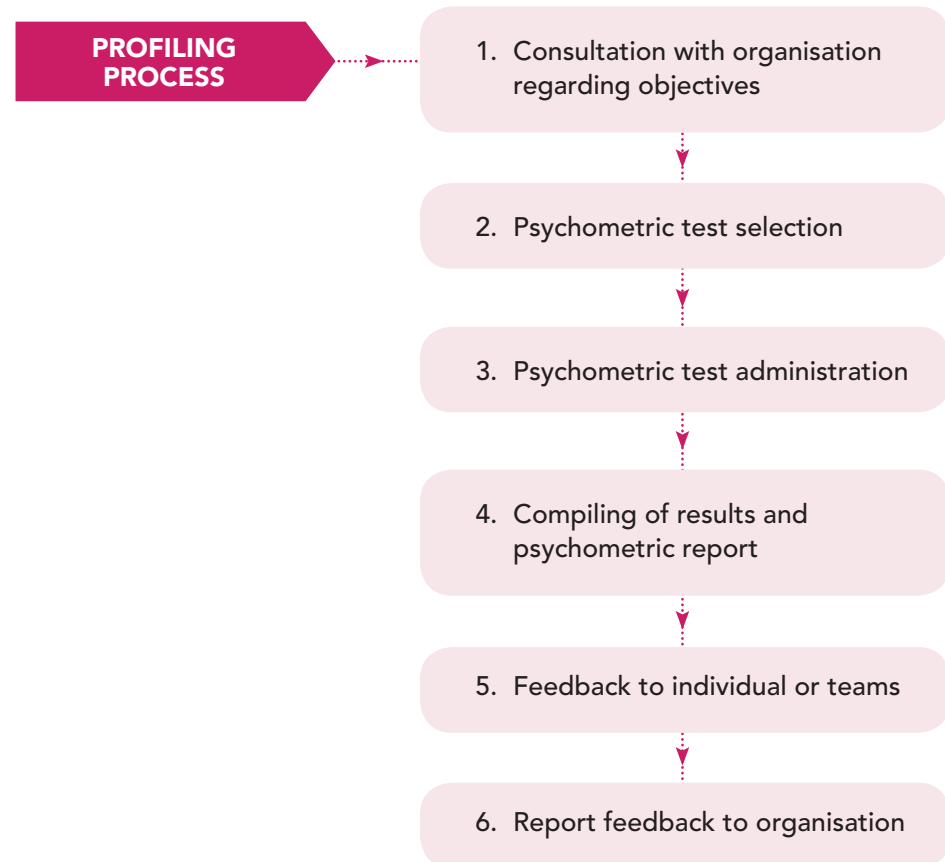 PROFILING
PROCESS
1. Consultation with organisation
regarding objectives
2. Psychometric test selection
3. Psychometric test administration
4. Compiling of results and
psychometric report
5. Feedback to individual or teams
6. Report feedback to organisation